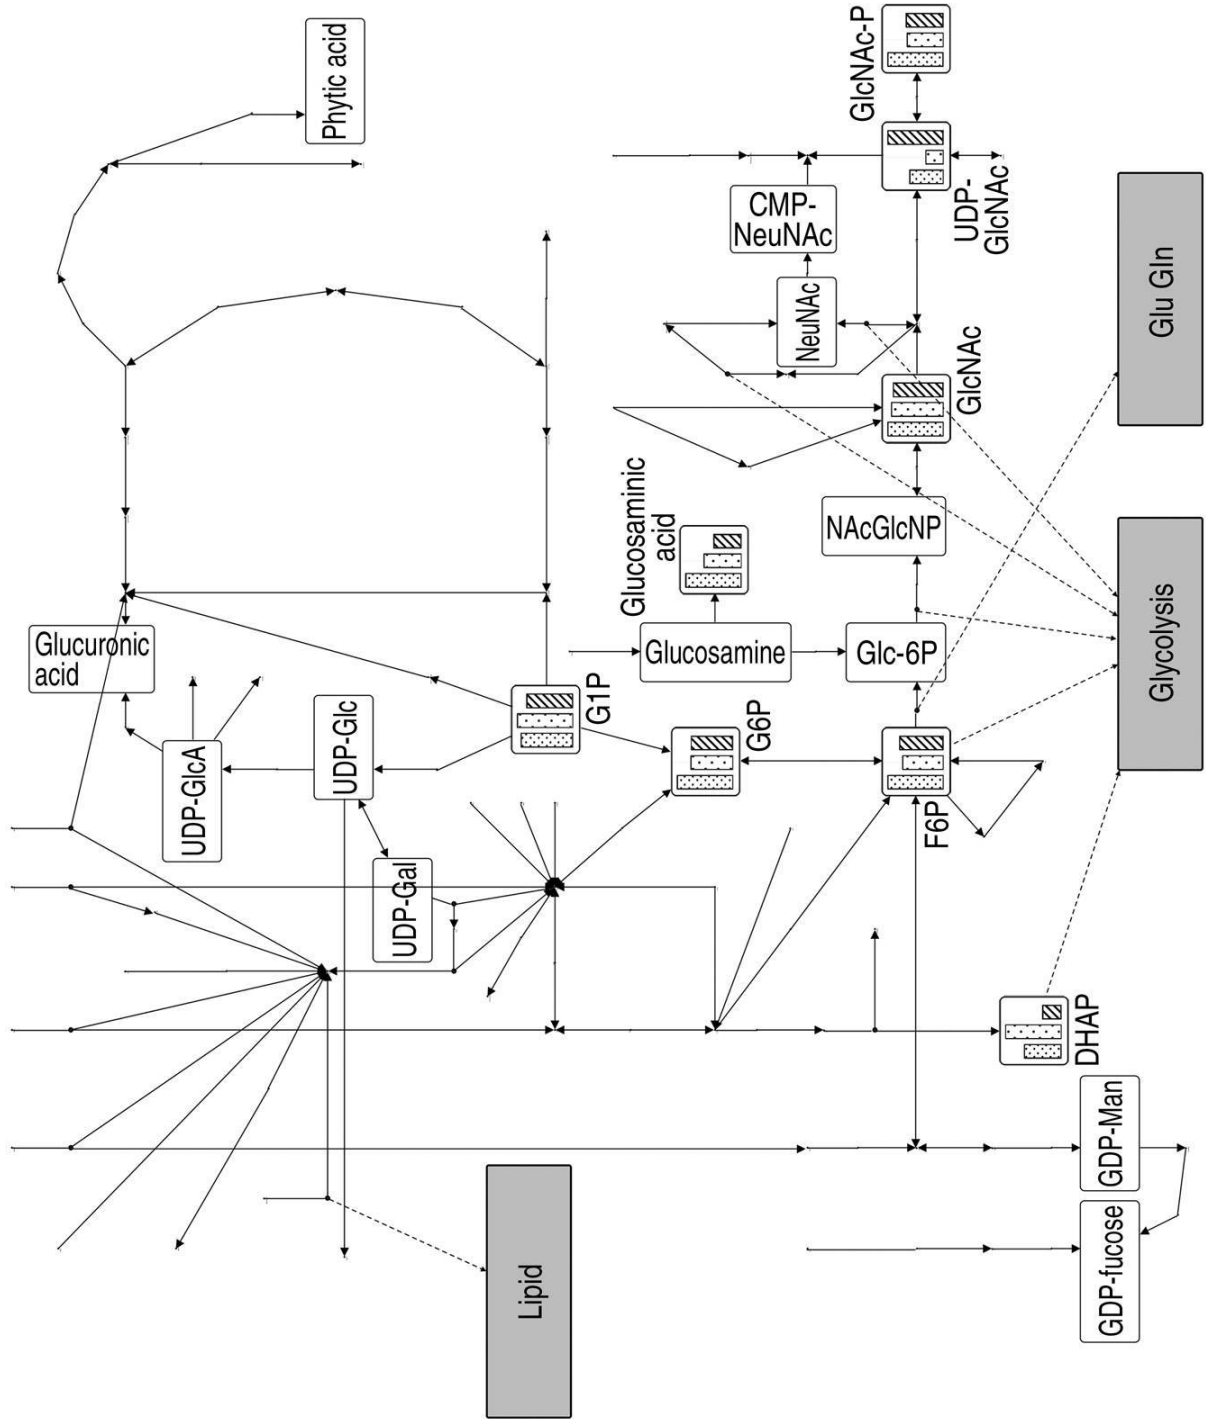 Phytic acid
GlcNAc-P
CMP-
NeuNAc
UDP-
GlcNAc
NeuNAc
Glu Gln
GlcNAc
Glucosaminic
acid
NAcGlcNP
Glucuronic
acid
Glucosamine
Glc-6P
Glycolysis
G1P
UDP-Glc
G6P
UDP-GlcA
F6P
UDP-Gal
DHAP
GDP-Man
Lipid
GDP-fucose